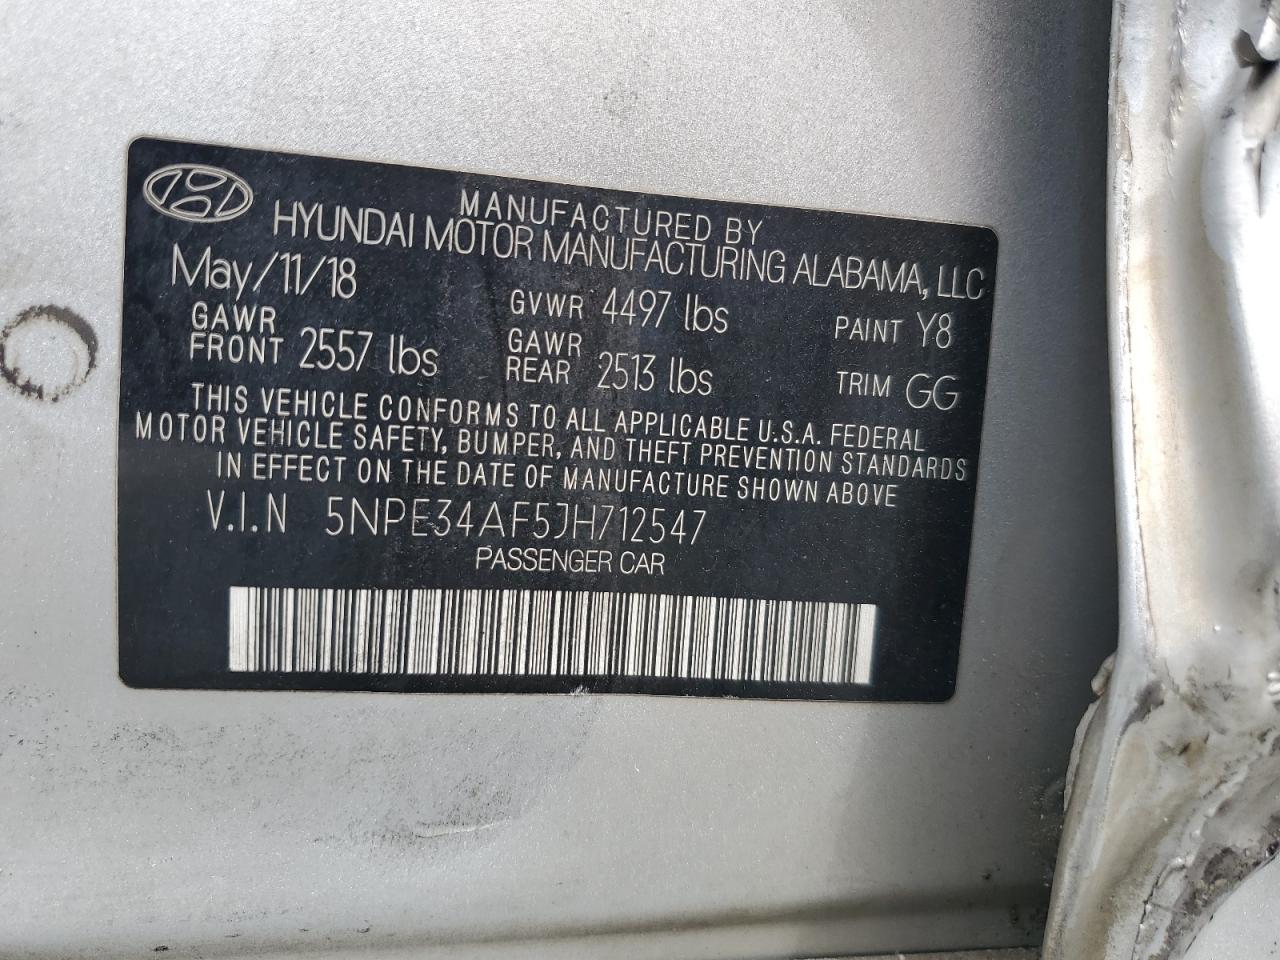 MANUFACTURED BY
HYUNDAI MOTOR MANUFACTURING ALABAMA, LLC
May/11/18 GVWR 4497 lbs PAINT Y8
GAWR FRONT 2557 lbs GAWR REAR 2513 lbs TRIM GG
THIS VEHICLE CONFORMS TO ALL APPLICABLE U.S.A. FEDERAL
MOTOR VEHICLE SAFETY, BUMPER, AND THEFT PREVENTION STANDARDS
IN EFFECT ON THE DATE OF MANUFACTURE SHOWN ABOVE
V.I.N 5NPE34AF5JH712547
PASSENGER CAR